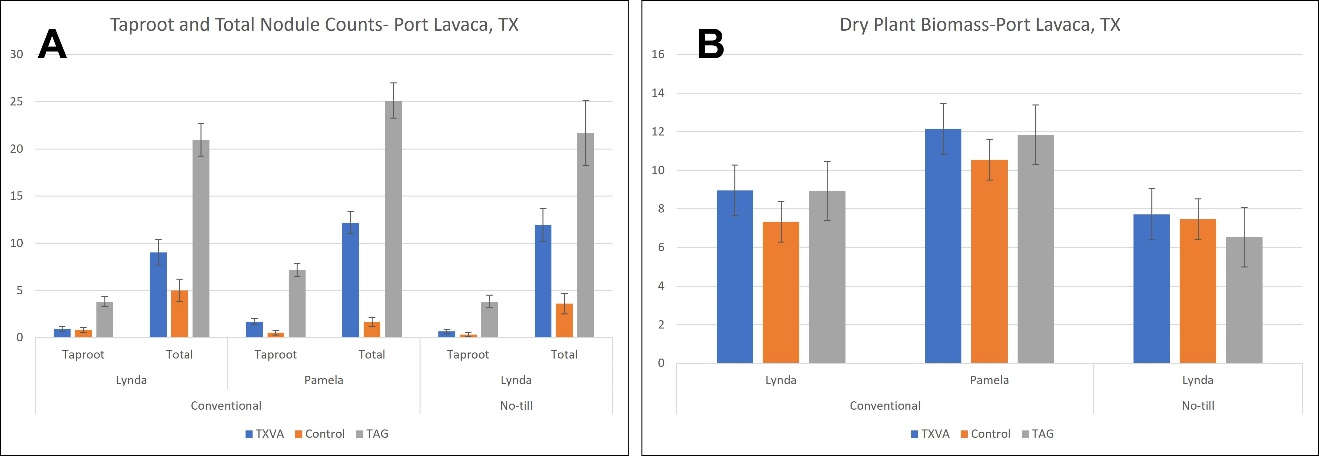 A
Taproot and Total Nodule Counts- Port Lavaca, TX
30
25
20
15
10
5
0
Taproot Total Taproot Total Taproot Total
Lynda Pamela Lynda
Conventional No-till
TXVA Control TAG
B
Dry Plant Biomass-Port Lavaca, TX
16
14
12
10
8
6
4
2
0
Lynda Pamela Lynda
Conventional No-till
TXVA Control TAG